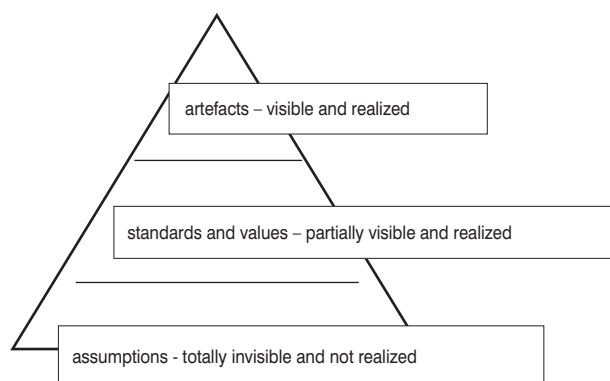 artefacts – visible and realized
standards and values – partially visible and realized
assumptions - totally invisible and not realized